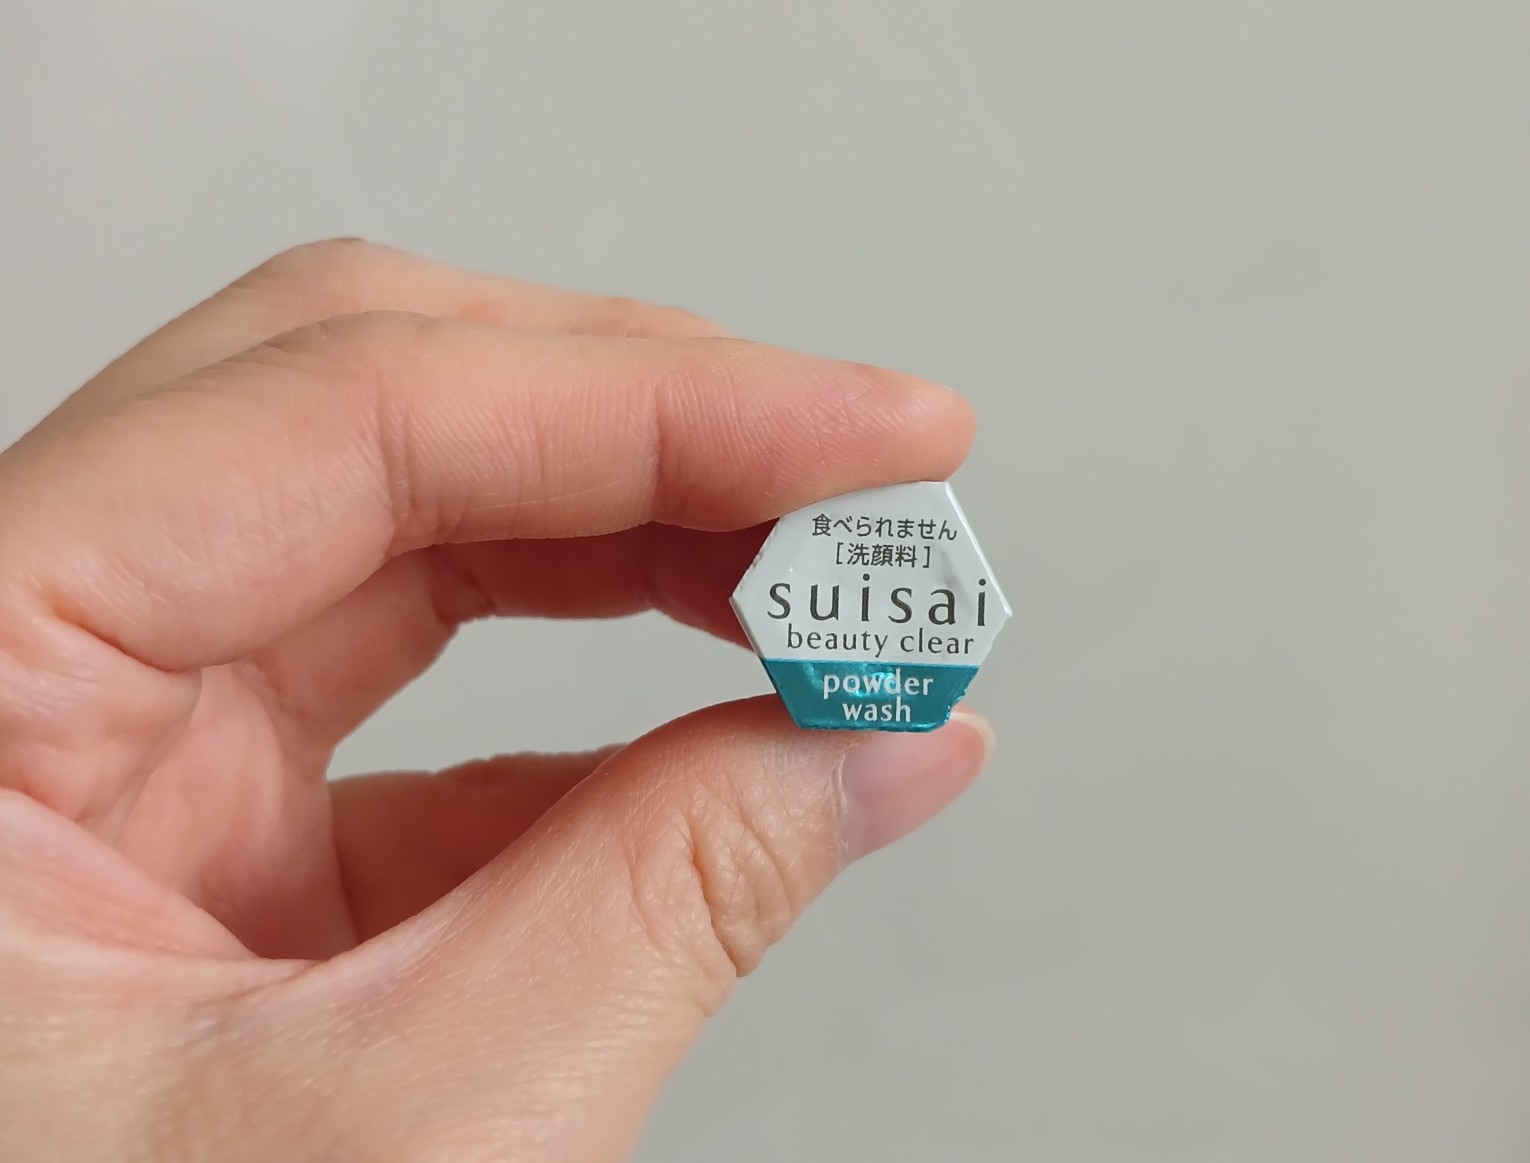 食べられません
[洗顔料]
suisai
beauty clear
powder
wash